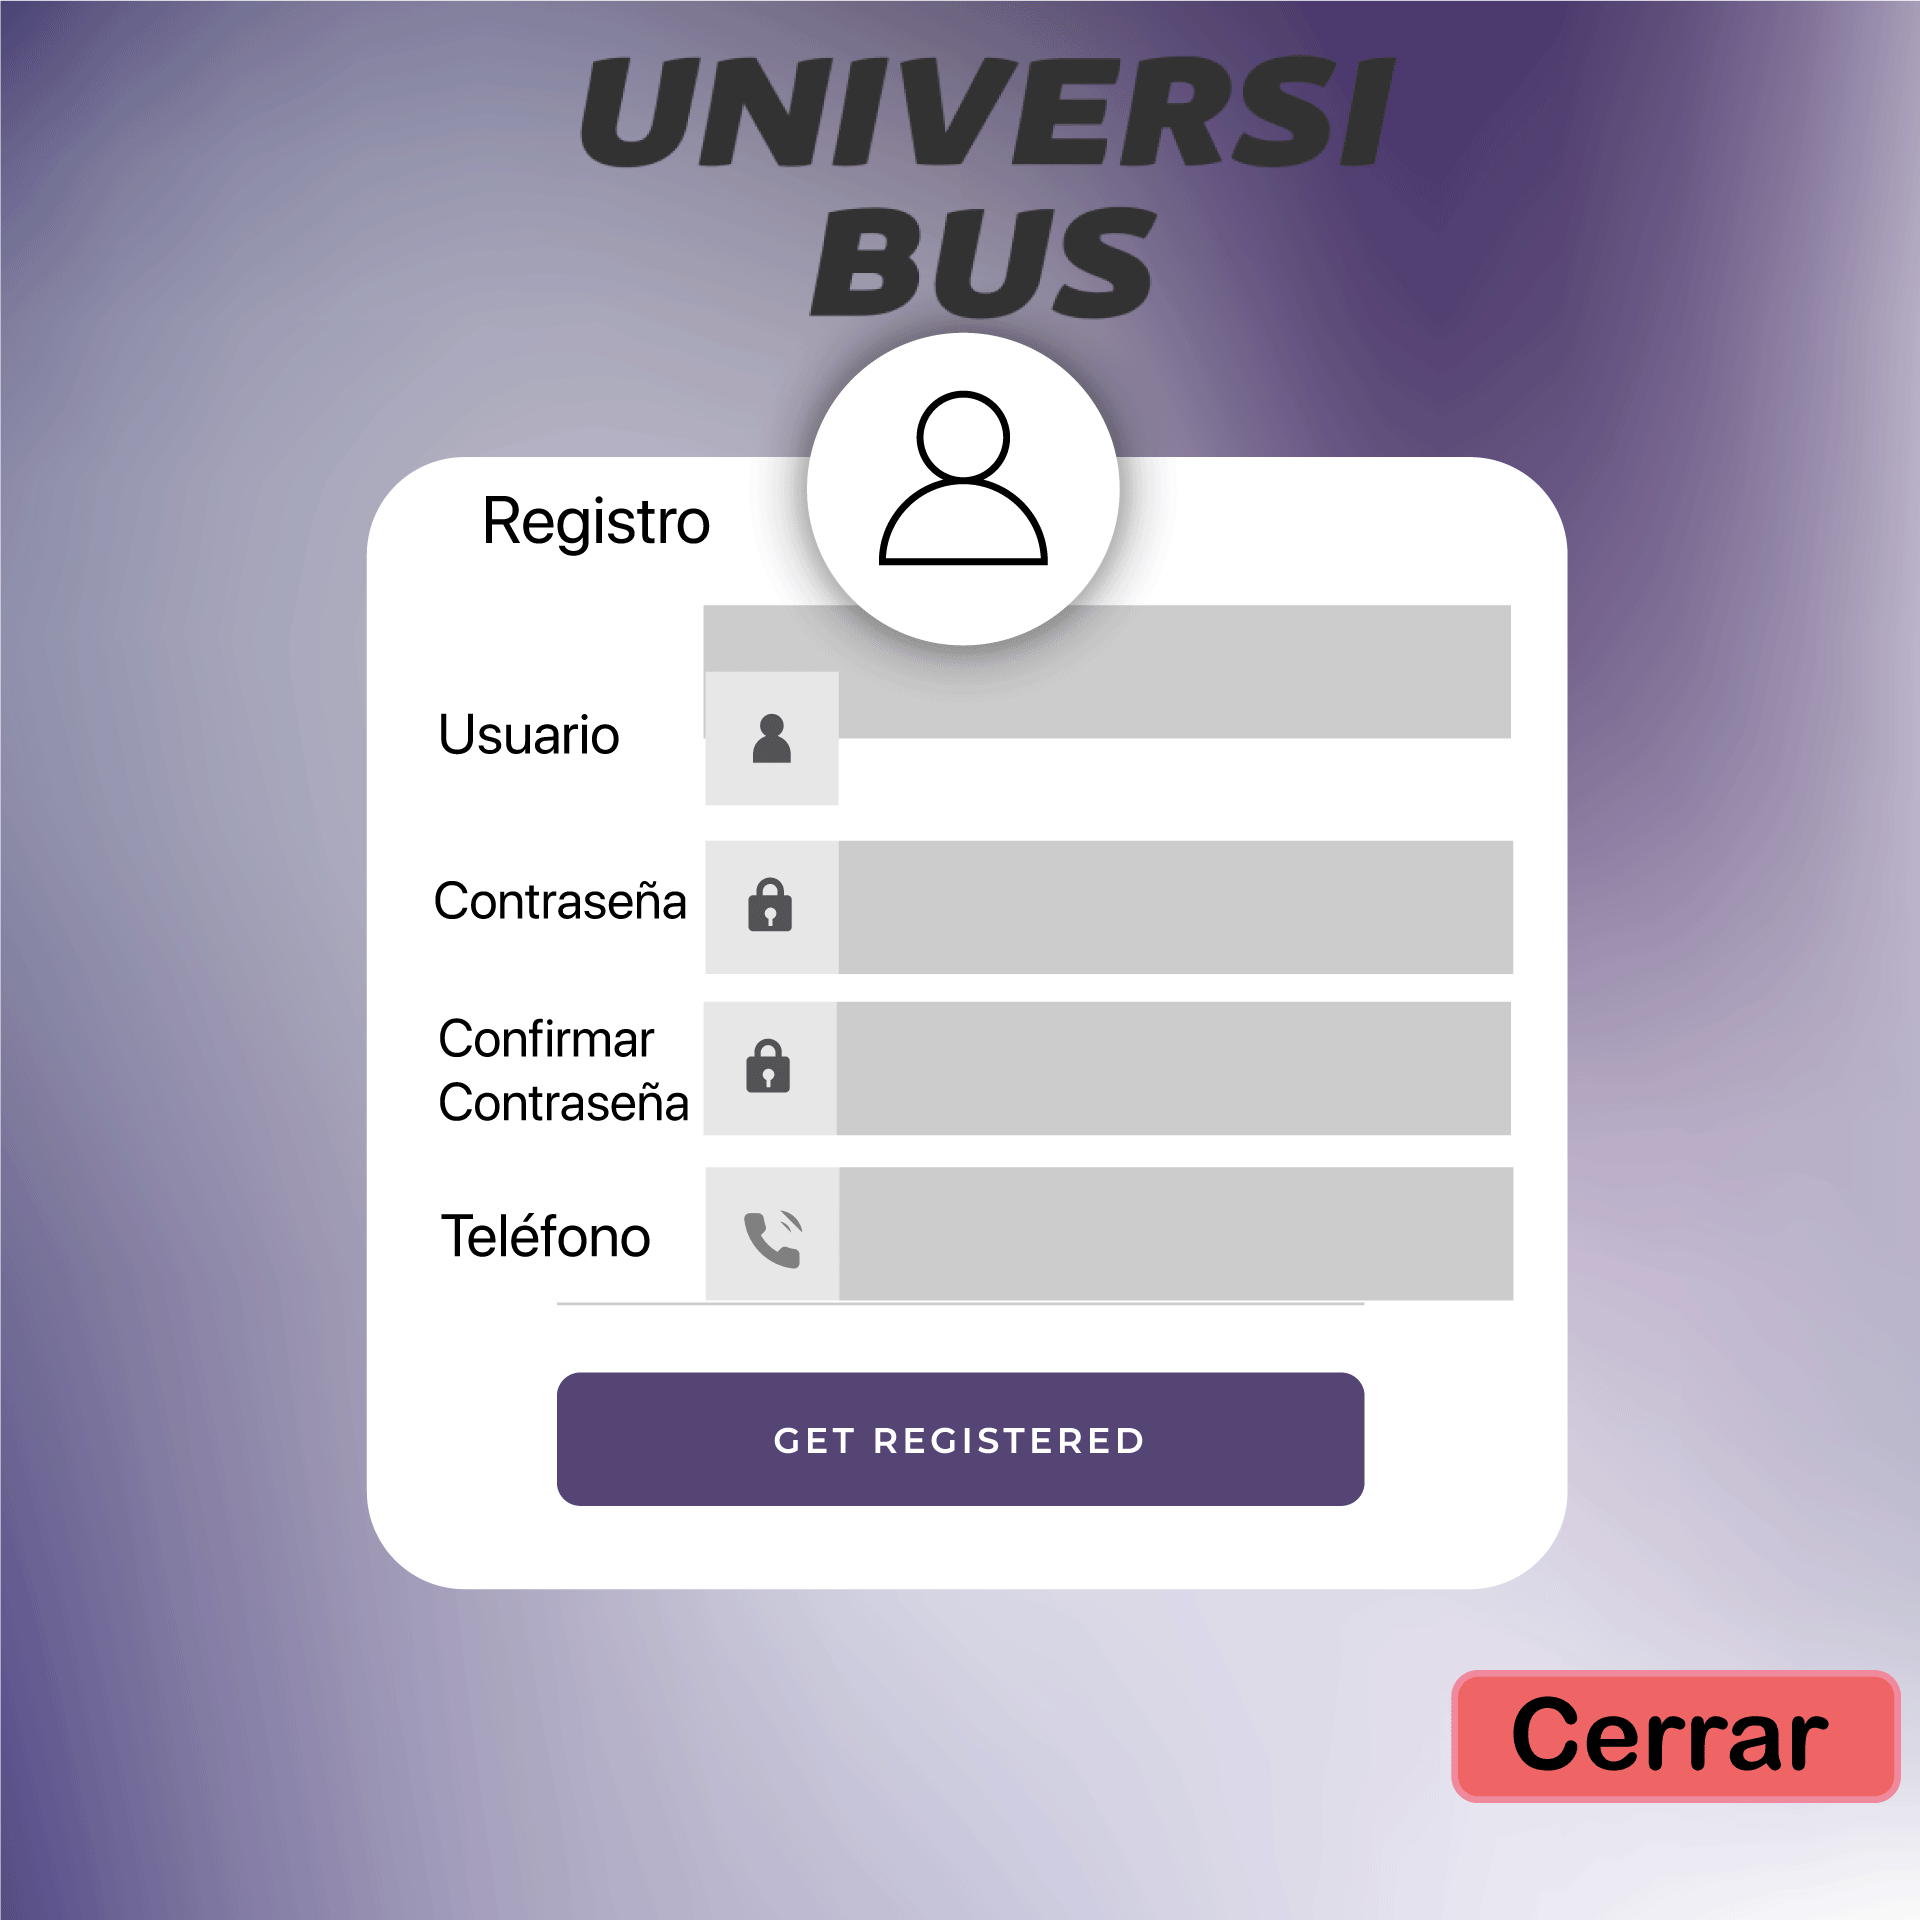 UNIVERSI
BUS
Registro
Usuario
Contraseña
Confirmar
Contraseña
Teléfono
GET REGISTERED
Cerrar